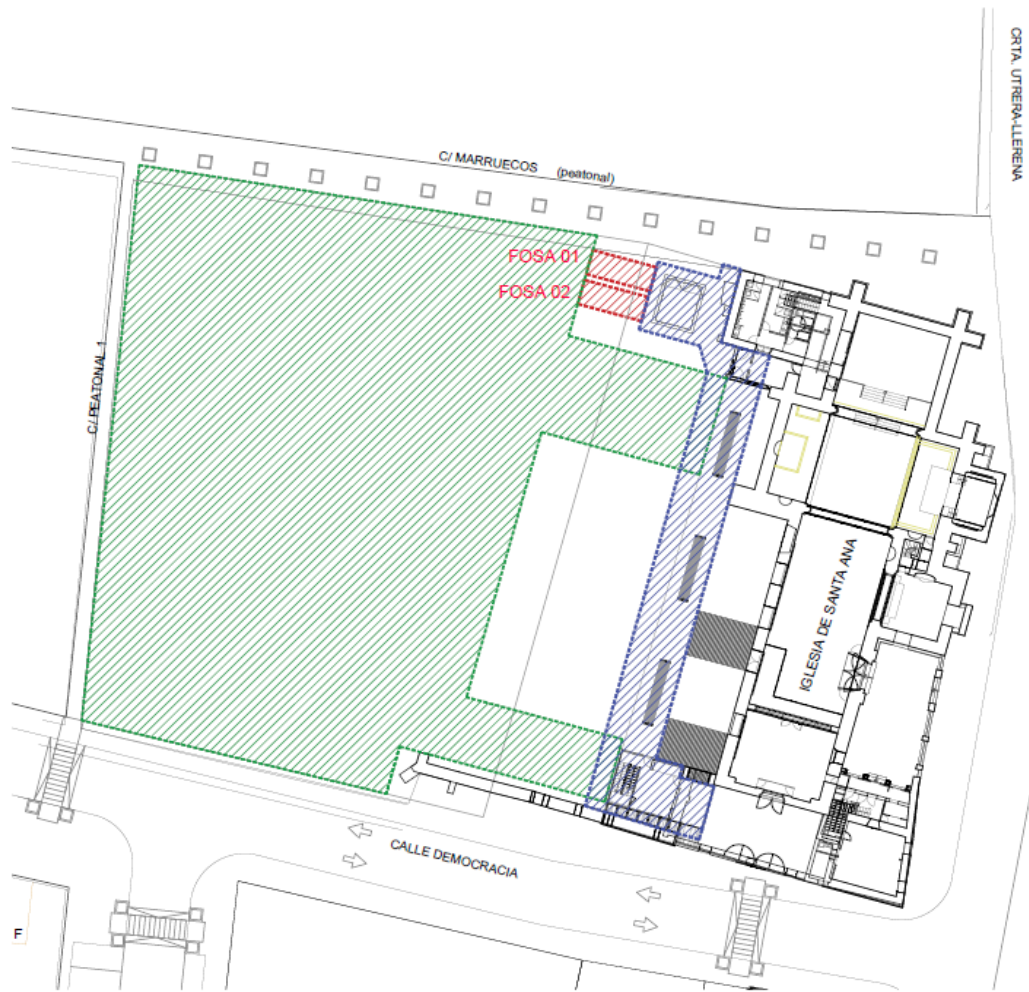 CRTA. UTRERA-LLERENA
C/ MARRUECOS (peatonal)
FOSA 01
FOSA 02
C/ PEATONAL 1
IGLESIA DE SANTA ANA
CALLE DEMOCRACIA
F